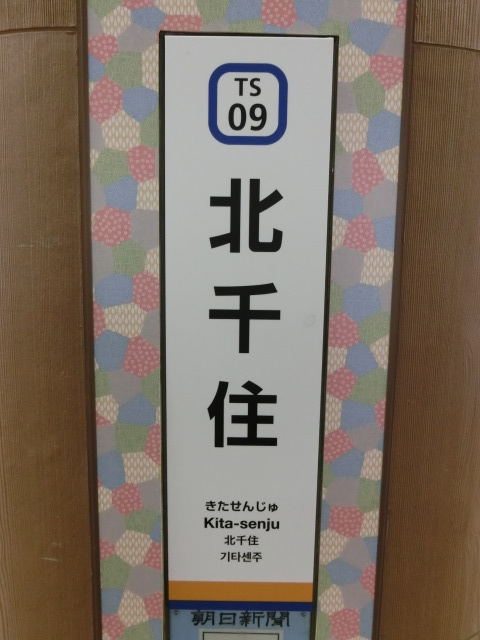 TS
09
北千住
きたせんじゅ
Kita-senju
北千住
기타센주
朝日新聞